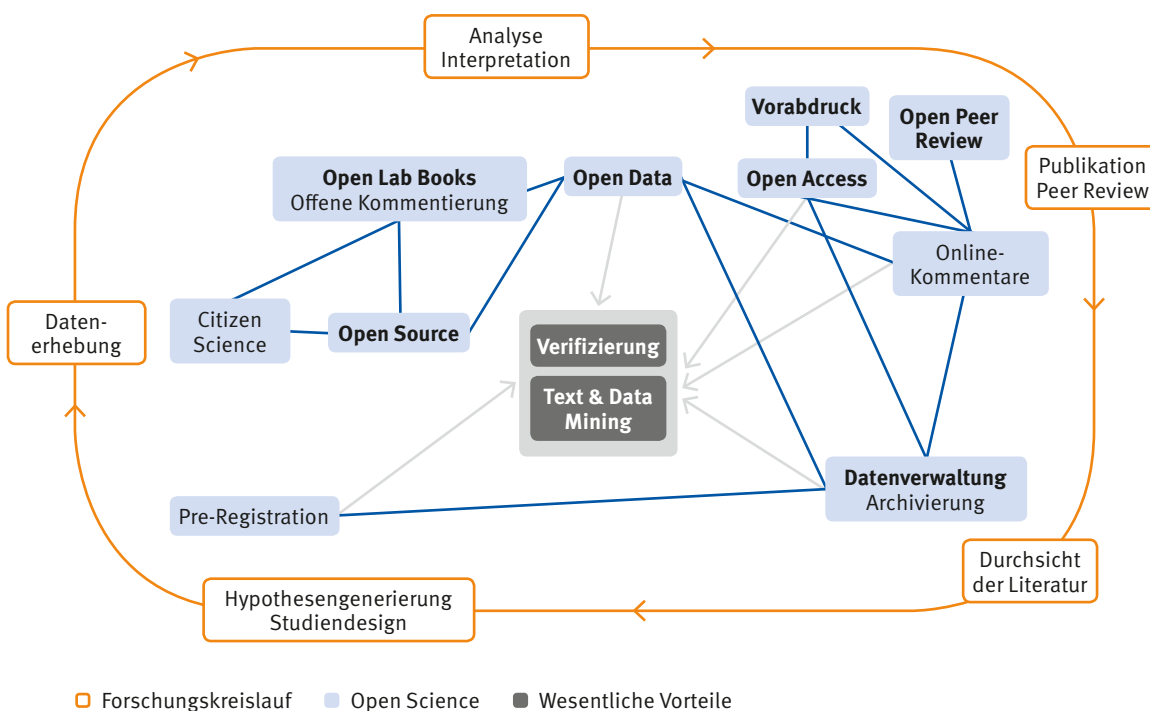 Analyse
Interpretation
Vorabdruck
Open Peer
Review
Publikation
Peer Review
Open Lab Books
Offene Kommentierung
Open Data
Open Access
Online-
Kommentare
Daten-
erhebung
Citizen
Science
Open Source
Verifizierung
Text & Data
Mining
Datenverwaltung
Archivierung
Pre-Registration
Durchsicht
der Literatur
Hypothesengenerierung
Studiendesign
Forschungskreislauf
Open Science
Wesentliche Vorteile